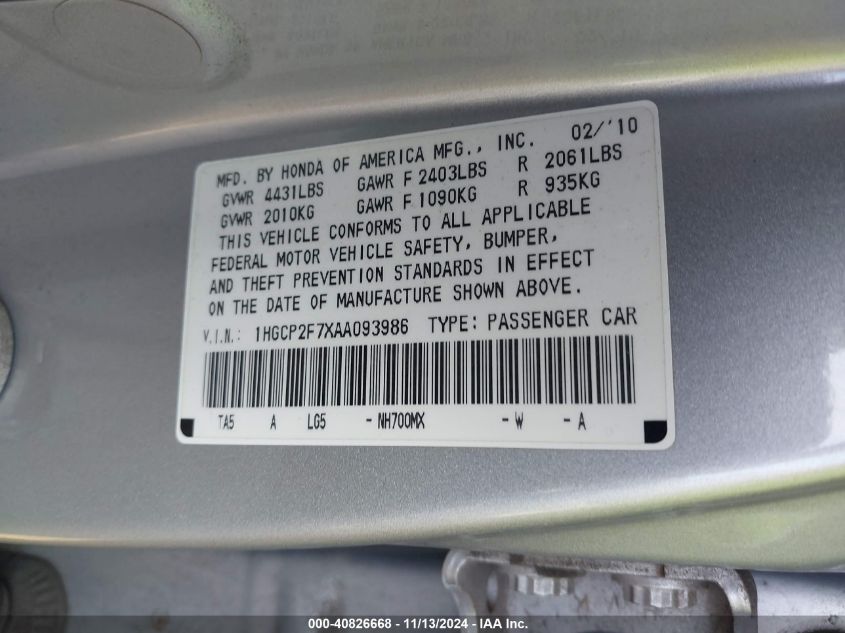 MFD. BY HONDA OF AMERICA MFG., INC. 02/'10
GVWR 4431LBS GAWR F 2403LBS R 2061LBS
GVWR 2010KG GAWR F 1090KG R 935KG
THIS VEHICLE CONFORMS TO ALL APPLICABLE
FEDERAL MOTOR VEHICLE SAFETY, BUMPER,
AND THEFT PREVENTION STANDARDS IN EFFECT
ON THE DATE OF MANUFACTURE SHOWN ABOVE.
V.I.N.: 1HGCP2F7XAA093986 TYPE: PASSENGER CAR
TA5 A LG5 -NH700MX -W -A
000-40826668 - 11/13/2024 - IAA Inc.